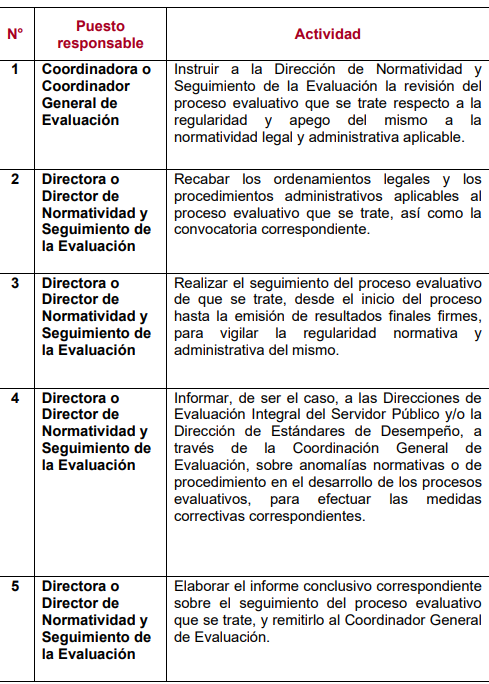 N° Puesto responsable Actividad
1 Coordinadora o Instruir a la Dirección de Normatividad y
Coordinador Seguimiento de la Evaluación la revisión del
General de proceso evaluativo que se trate respecto a la
Evaluación regularidad y apego del mismo a la
normatividad legal y administrativa aplicable.
2 Directora o Recabar los ordenamientos legales y los
Director de procedimientos administrativos aplicables al
Normatividad y proceso evaluativo que se trate, así como la
Seguimiento de convocatoria correspondiente.
la Evaluación
3 Directora o Realizar el seguimiento del proceso evaluativo
Director de de que se trate, desde el inicio del proceso
Normatividad y hasta la emisión de resultados finales firmes,
Seguimiento de para vigilar la regularidad normativa y
la Evaluación administrativa del mismo.
4 Directora o Informar, de ser el caso, a las Direcciones de
Director de Evaluación Integral del Servidor Público y/o la
Normatividad y Dirección de Estándares de Desempeño, a
Seguimiento de través de la Coordinación General de
la Evaluación Evaluación, sobre anomalías normativas o de
procedimiento en el desarrollo de los procesos
evaluativos, para efectuar las medidas
correctivas correspondientes.
5 Directora o Elaborar el informe conclusivo correspondiente
Director de sobre el seguimiento del proceso evaluativo
Normatividad y que se trate, y remitirlo al Coordinador General
Seguimiento de de Evaluación.
la Evaluación